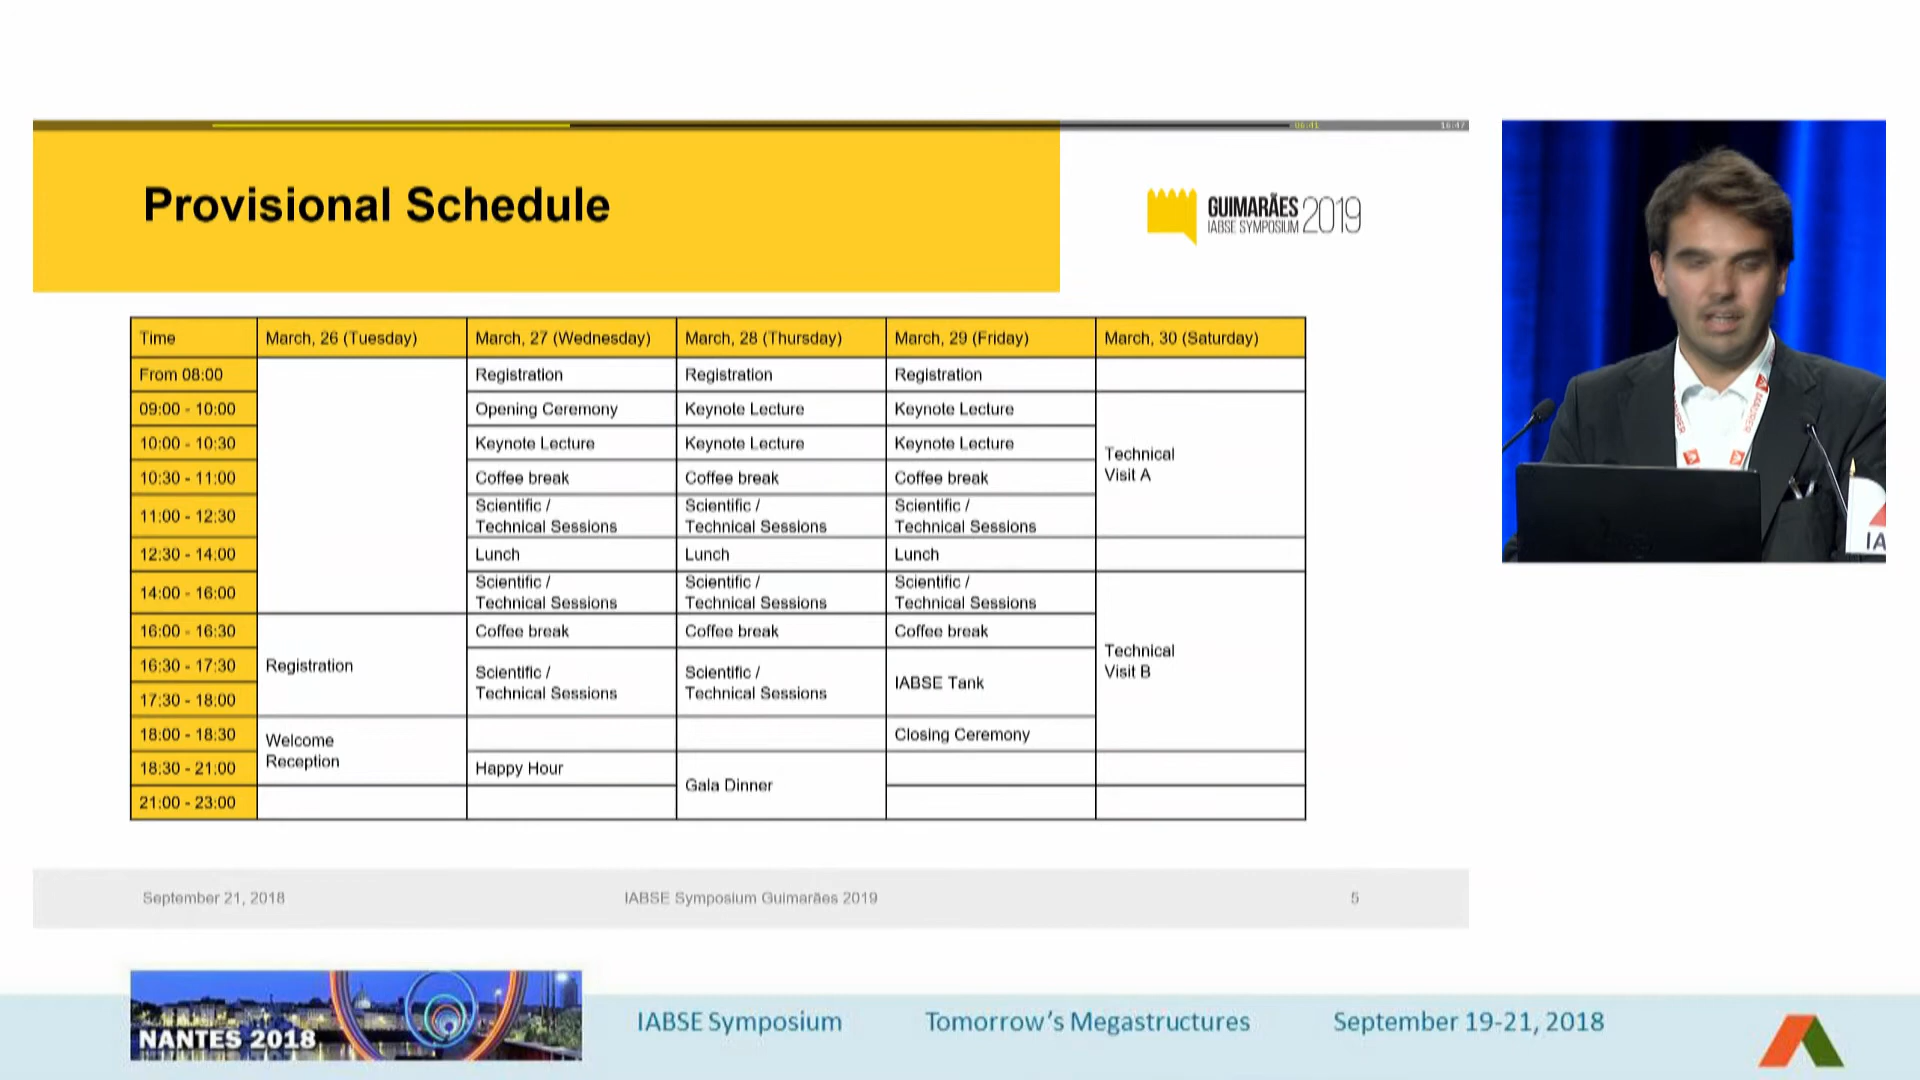 06:41 16:47
Provisional Schedule
GUIMARÃES 2019
IABSE SYMPOSIUM
Time March, 26 (Tuesday) March, 27 (Wednesday) March, 28 (Thursday) March, 29 (Friday) March, 30 (Saturday)
From 08:00 Registration Registration Registration
09:00 - 10:00 Opening Ceremony Keynote Lecture Keynote Lecture
10:00 - 10:30 Keynote Lecture Keynote Lecture Keynote Lecture
Technical
Visit A
10:30 - 11:00 Coffee break Coffee break Coffee break
11:00 - 12:30 Scientific / Technical Sessions Scientific / Technical Sessions Scientific / Technical Sessions
12:30 - 14:00 Lunch Lunch Lunch
14:00 - 16:00 Scientific / Technical Sessions Scientific / Technical Sessions Scientific / Technical Sessions
16:00 - 16:30 Coffee break Coffee break Coffee break
Technical
Visit B
16:30 - 17:30 Registration Scientific / Technical Sessions Scientific / Technical Sessions IABSE Tank
17:30 - 18:00
18:00 - 18:30 Welcome Reception Closing Ceremony
18:30 - 21:00 Happy Hour Gala Dinner
21:00 - 23:00
September 21, 2018 IABSE Symposium Guimarães 2019 5
MAURER
IA
NANTES 2018
IABSE Symposium Tomorrow's Megastructures September 19-21, 2018